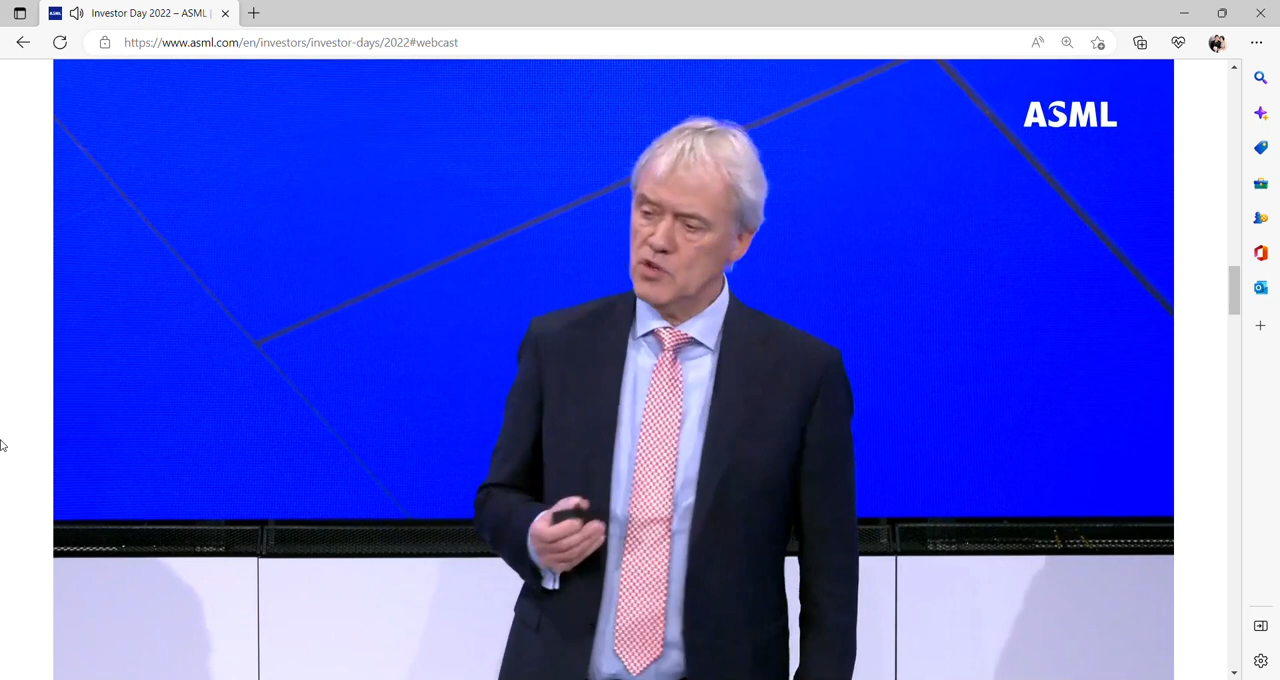 Investor Day 2022 – ASML |
https://www.asml.com/en/investors/investor-days/2022#webcast
ASML